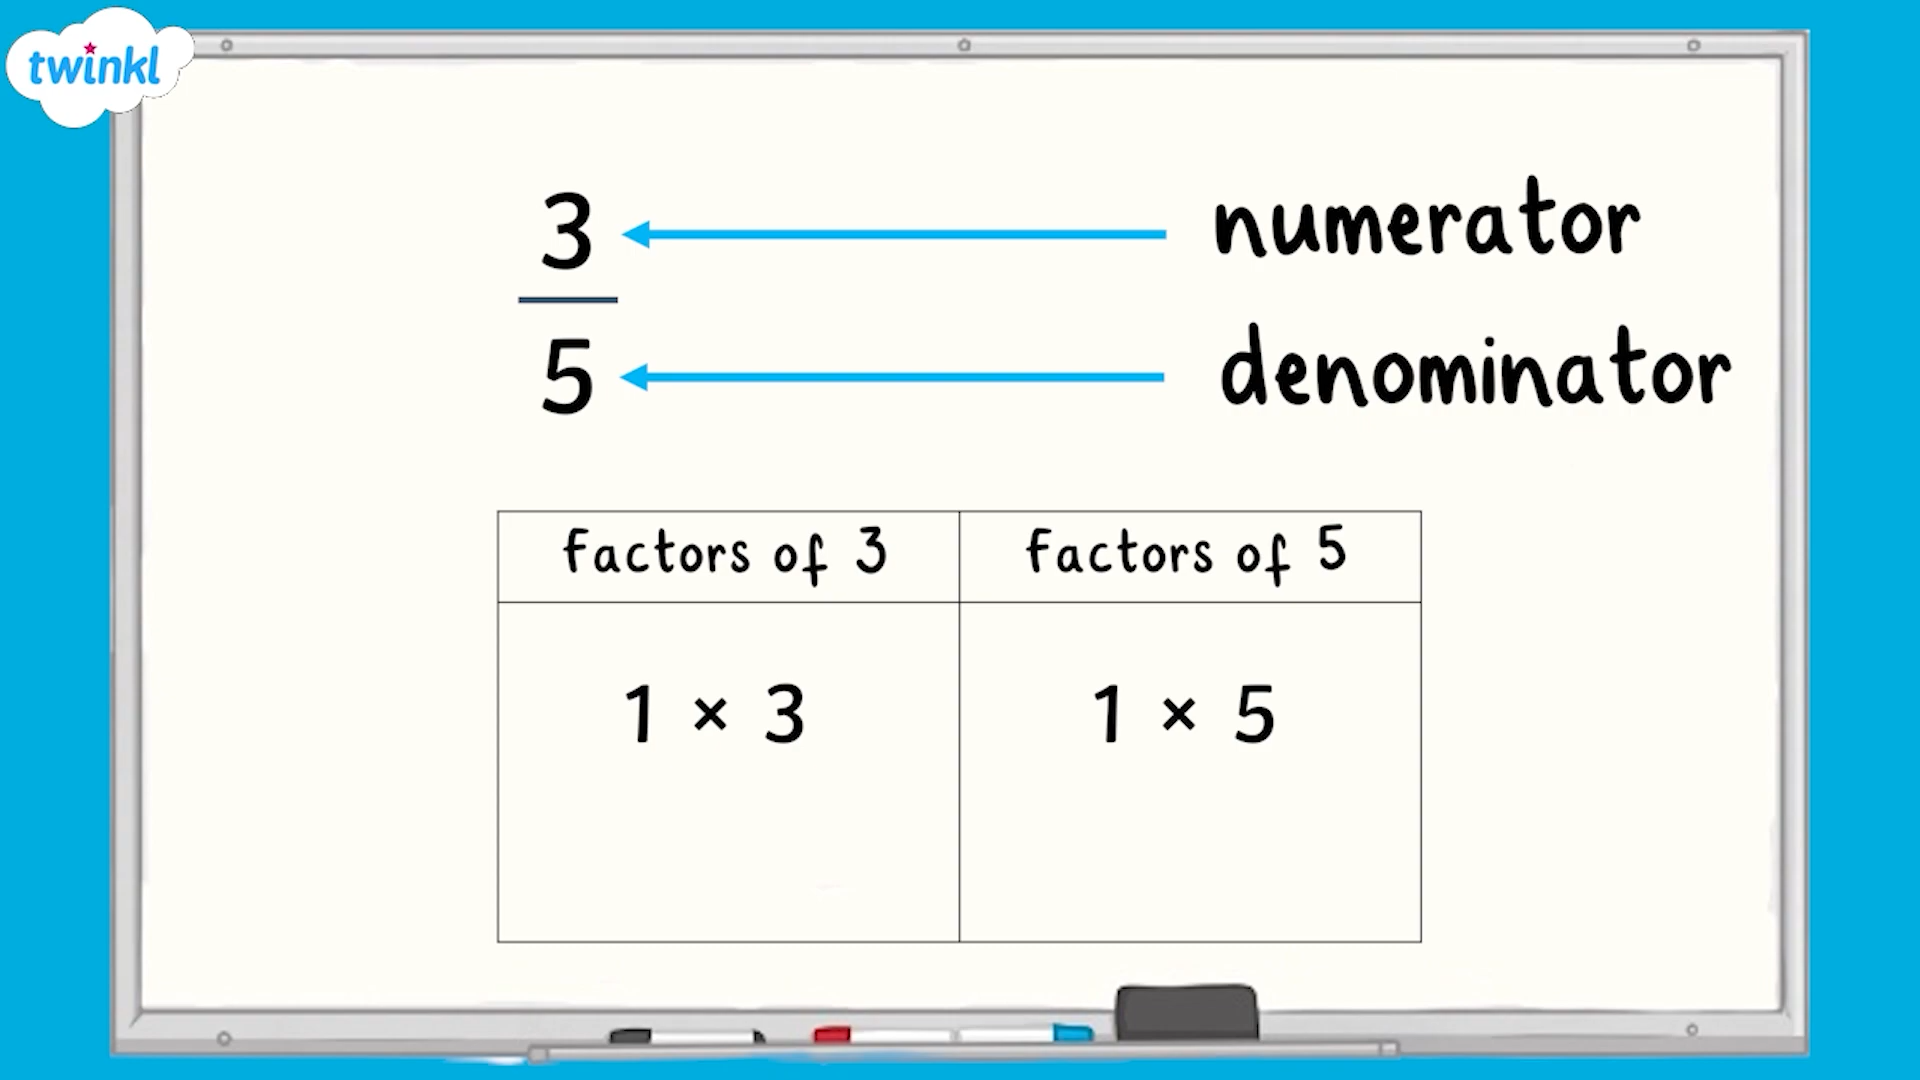 twinkl
3 numerator
5 denominator
factors of 3 factors of 5
1 × 3 1 × 5